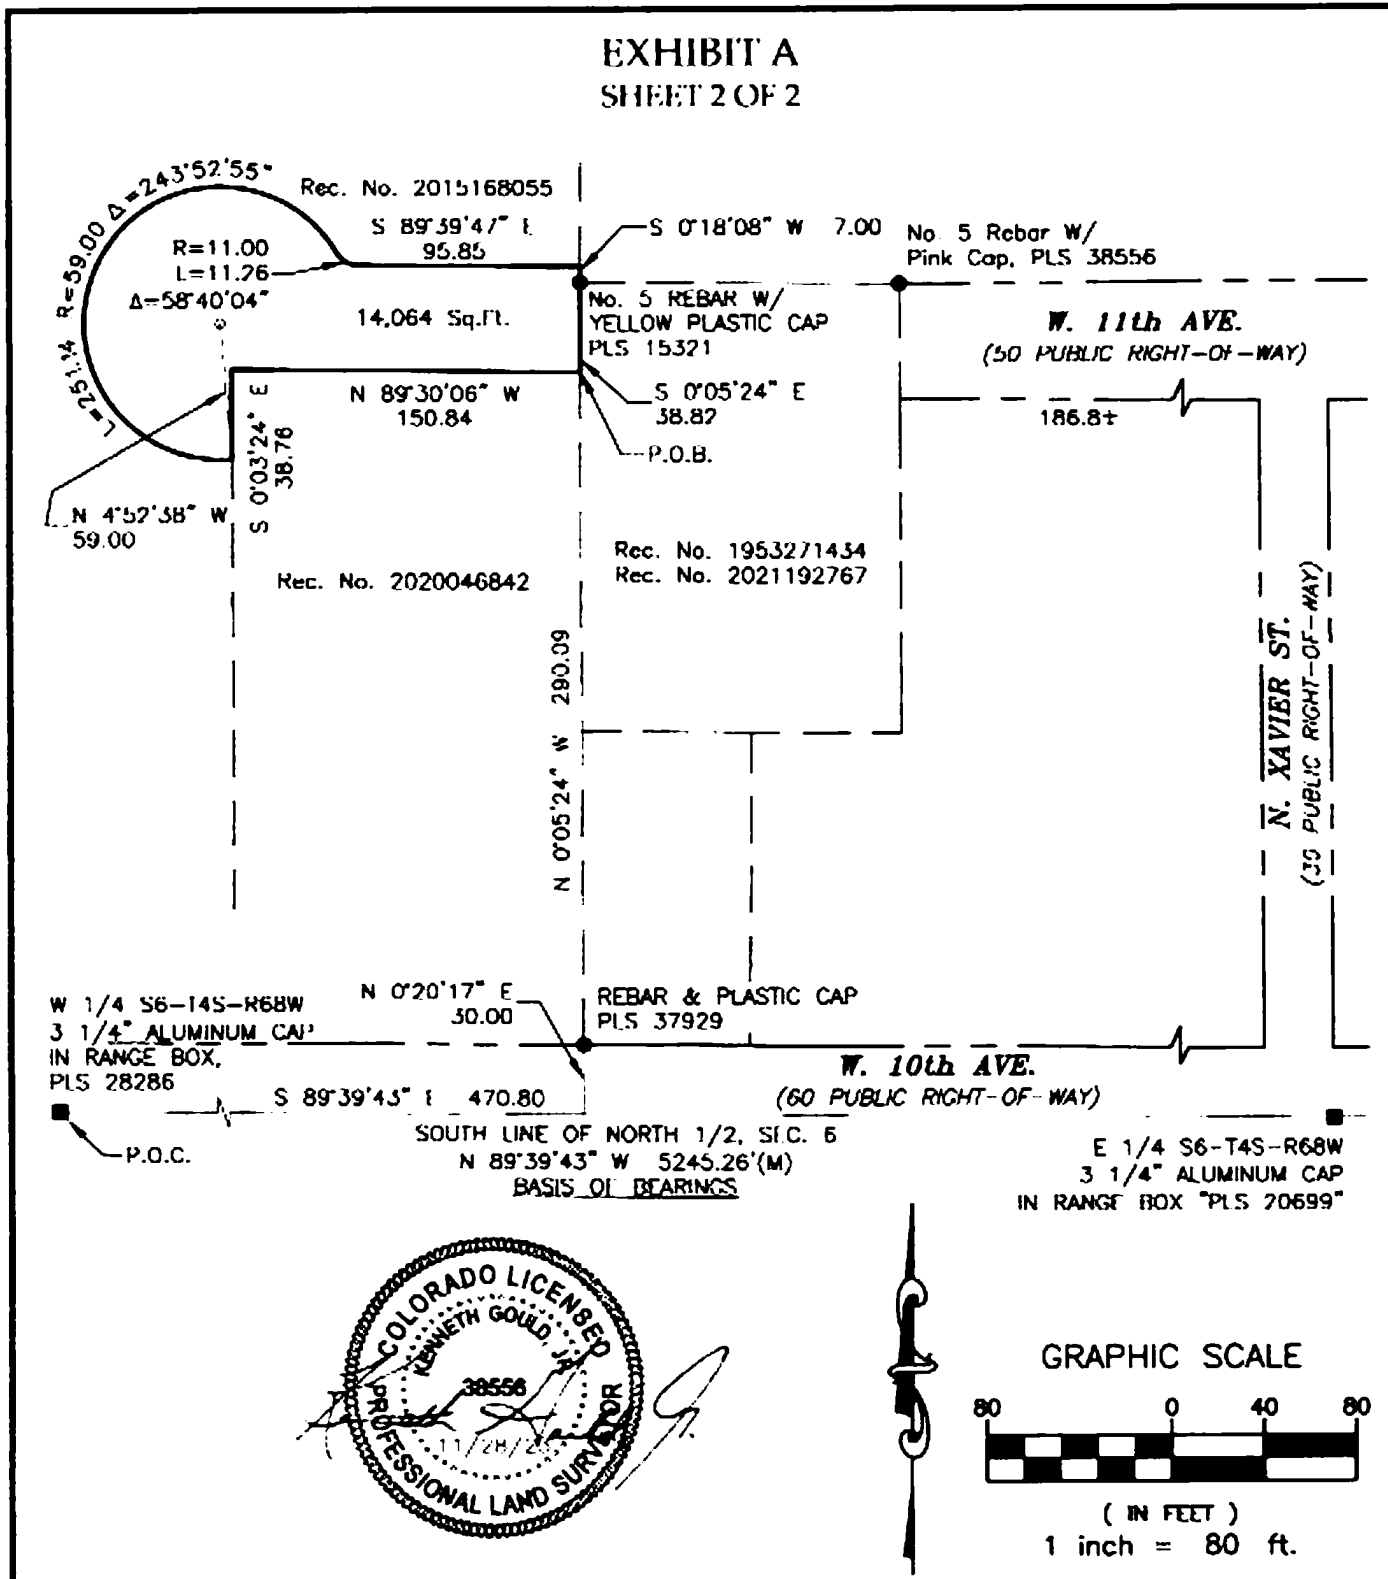 EXHIBIT A
SHEET 2 OF 2
L=251.14 R=59.00 Δ=243°52'55"
Rec. No. 2015168055
S 89°39'47" E
95.85
S 0°18'08" W 7.00
No. 5 Rebar W/
Pink Cap, PLS 38556
R=11.00
L=11.26
Δ=58°40'04"
14,064 Sq.Ft.
No. 5 REBAR W/
YELLOW PLASTIC CAP
PLS 15321
W. 11th AVE.
(50 PUBLIC RIGHT-OF-WAY)
N 89°30'06" W
150.84
S 0°05'24" E
38.82
186.8±
P.O.B.
S 0°03'24" E
38.76
N 4°52'38" W
59.00
Rec. No. 1953271434
Rec. No. 2021192767
Rec. No. 2020046842
N 0°05'24" W 290.09
N. XAVIER ST.
(30 PUBLIC RIGHT-OF-WAY)
W 1/4 S6-T4S-R68W
3 1/4" ALUMINUM CAP
IN RANGE BOX,
PLS 28286
N 0°20'17" E
30.00
REBAR & PLASTIC CAP
PLS 37929
W. 10th AVE.
(60 PUBLIC RIGHT-OF-WAY)
S 89°39'43" E 470.80
P.O.C.
SOUTH LINE OF NORTH 1/2, SEC. 6
N 89°39'43" W 5245.26'(M)
BASIS OF BEARINGS
E 1/4 S6-T4S-R68W
3 1/4" ALUMINUM CAP
IN RANGE BOX "PLS 20699"
COLORADO LICENSED
KENNETH GOULD, JR
38556
PROFESSIONAL LAND SURVEYOR
GRAPHIC SCALE
80 0 40 80
( IN FEET )
1 inch = 80 ft.